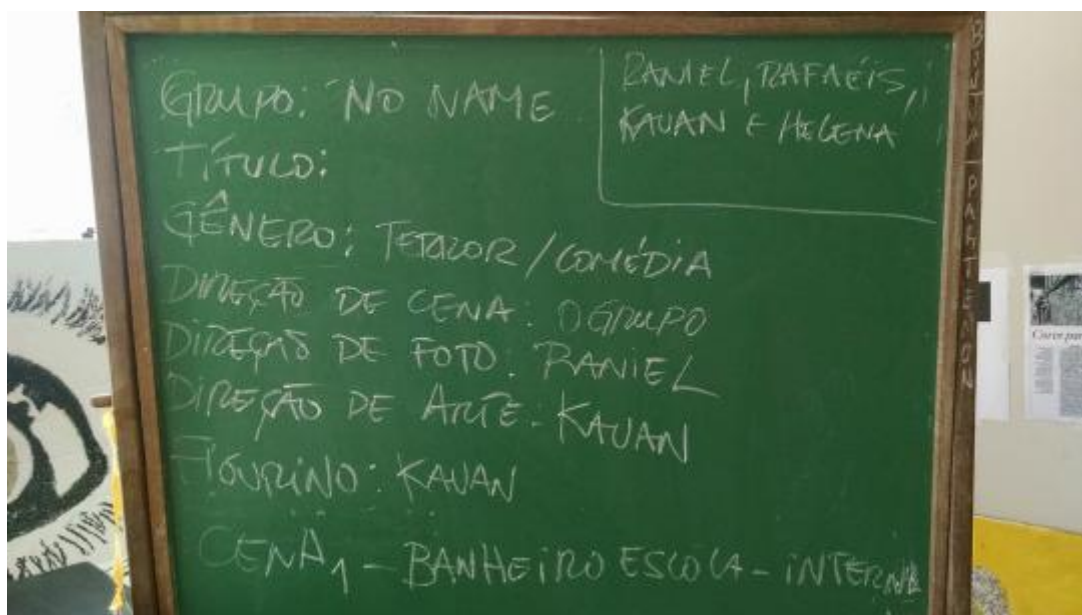 GRUPO: NO NAME
RANIEL, RAFAÉIS,
KAUAN E HELENA
TÍTULO:
GÊNERO: TERROR/COMÉDIA
DIREÇÃO DE CENA: O GRUPO
DIREÇÃO DE FOTO: RANIEL
DIREÇÃO DE ARTE: KAUAN
FIGURINO: KAUAN
CENA 1 - BANHEIRO ESCOLA - INTERNA